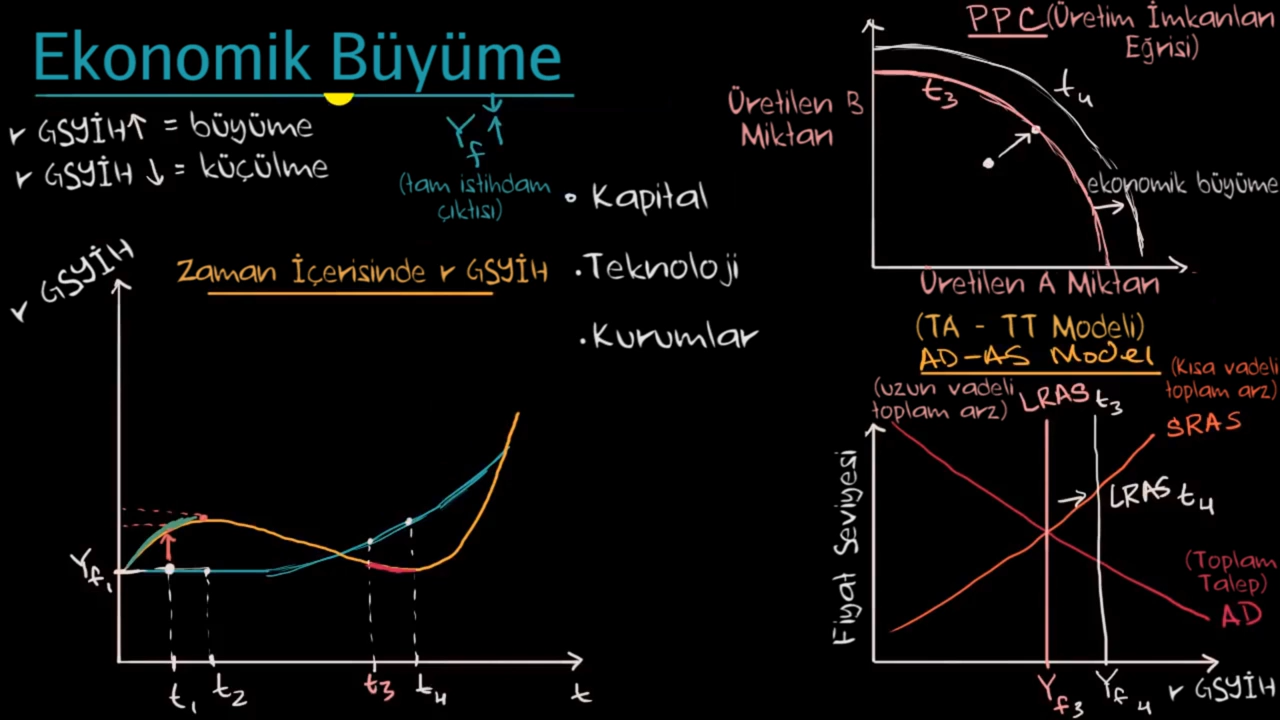 Ekonomik Büyüme
r GSYİH↑ = büyüme
r GSYİH ↓ = küçülme
Yf ↓↑
(tam istihdam
çıktısı)
• Kapital
• Teknoloji
• Kurumlar
Zaman İçerisinde r GSYİH
r GSYİH
Yf1
t1
t2
t3
t4
t
PPC (Üretim İmkanları
Eğrisi)
Üretilen B
Miktarı
t3
t4
ekonomik büyüme
Üretilen A Miktarı
(TA - TT Modeli)
AD-AS Model
(uzun vadeli
toplam arz)
LRAS t3
(Kısa vadeli
toplam arz)
SRAS
LRAS t4
Fiyat Seviyesi
(Toplam
Talep)
AD
Yf3
Yf4
r GSYİH